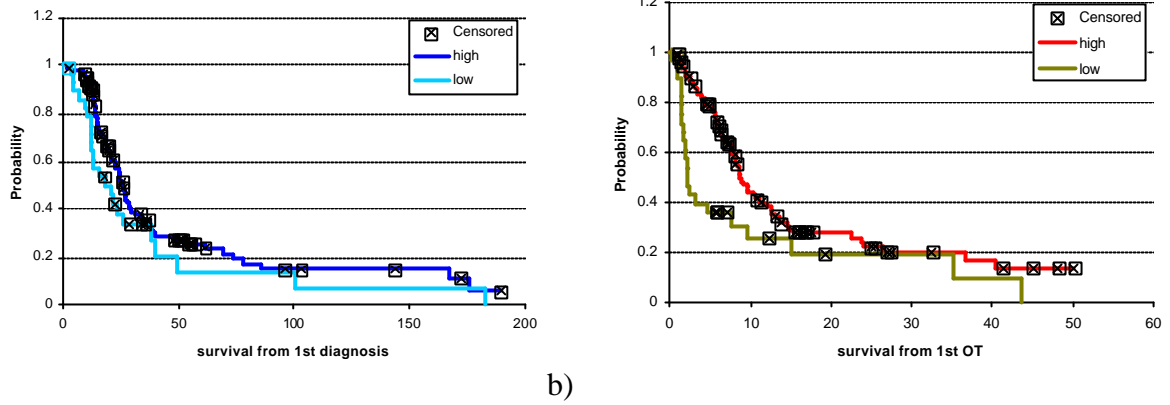 1.2
1
0.8
0.6
0.4
0.2
0
Probability
0 50 100 150 200
survival from 1st diagnosis
Censored
high
low
1.2
1
0.8
0.6
0.4
0.2
0
Probability
0 10 20 30 40 50 60
survival from 1st OT
Censored
high
low
b)